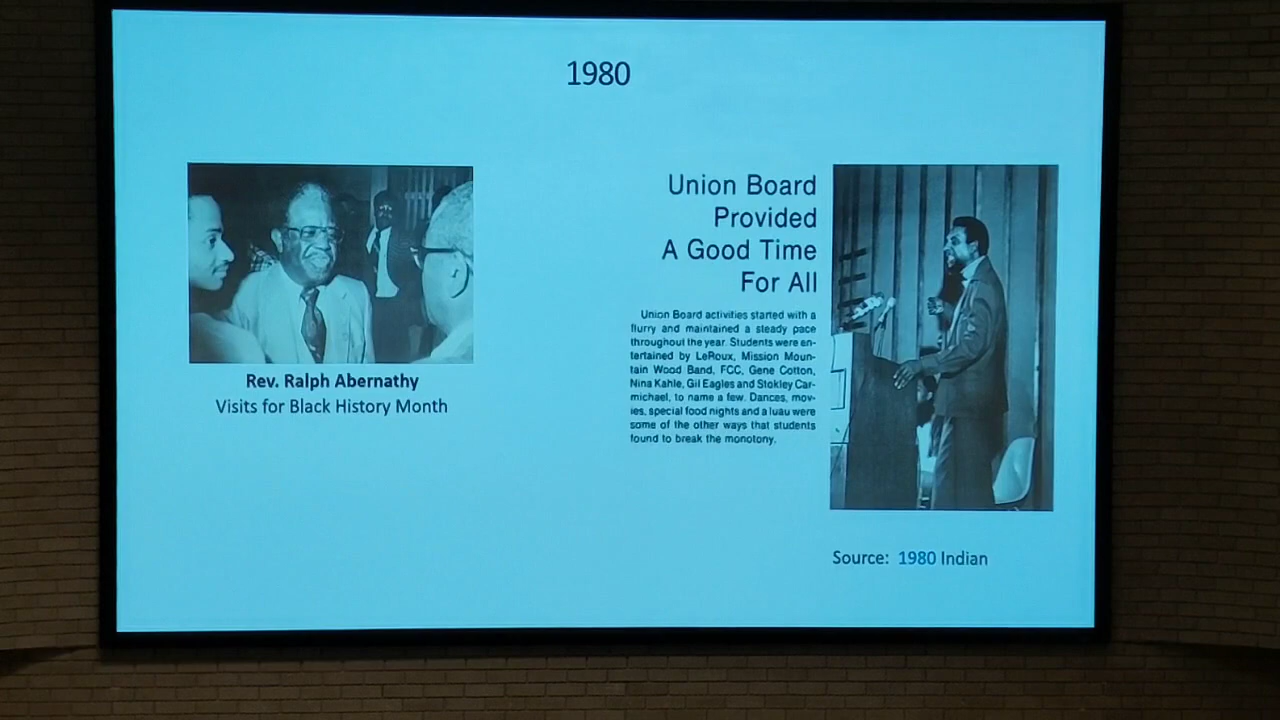 1980
Rev. Ralph Abernathy
Visits for Black History Month
Union Board
Provided
A Good Time
For All
Union Board activities started with a
flurry and maintained a steady pace
throughout the year. Students were en-
tertained by LeRoux, Mission Moun-
tain Wood Band, FCC, Gene Cotton,
Nina Kahle, Gil Eagles and Stokley Car-
michael, to name a few. Dances, mov-
ies, special food nights and a luau were
some of the other ways that students
found to break the monotony.
Source: 1980 Indian